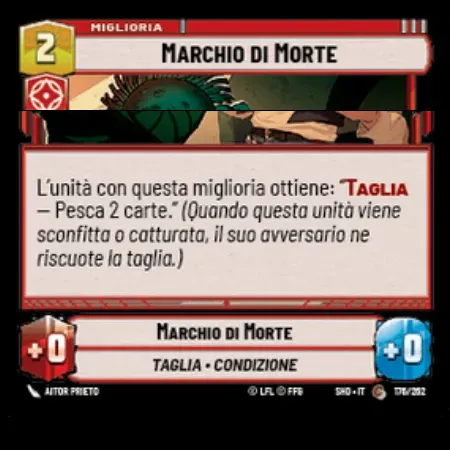 MIGLIORIA
2
MARCHIO DI MORTE
L'unità con questa miglioria ottiene: "TAGLIA
– Pesca 2 carte." (Quando questa unità viene
sconfitta o catturata, il suo avversario ne
riscuote la taglia.)
MARCHIO DI MORTE
+0
+0
TAGLIA • CONDIZIONE
AITOR PRIETO
© LFL © FFG
SHD • IT
176/262